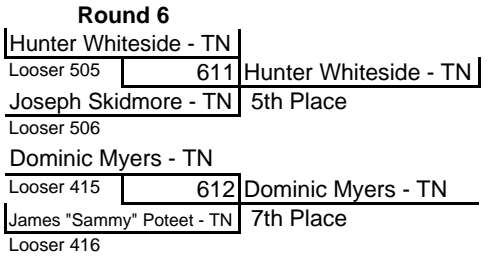 Round 6
Hunter Whiteside - TN
Looser 505
611 Hunter Whiteside - TN
Joseph Skidmore - TN 5th Place
Looser 506
Dominic Myers - TN
Looser 415
612 Dominic Myers - TN
James "Sammy" Poteet - TN 7th Place
Looser 416